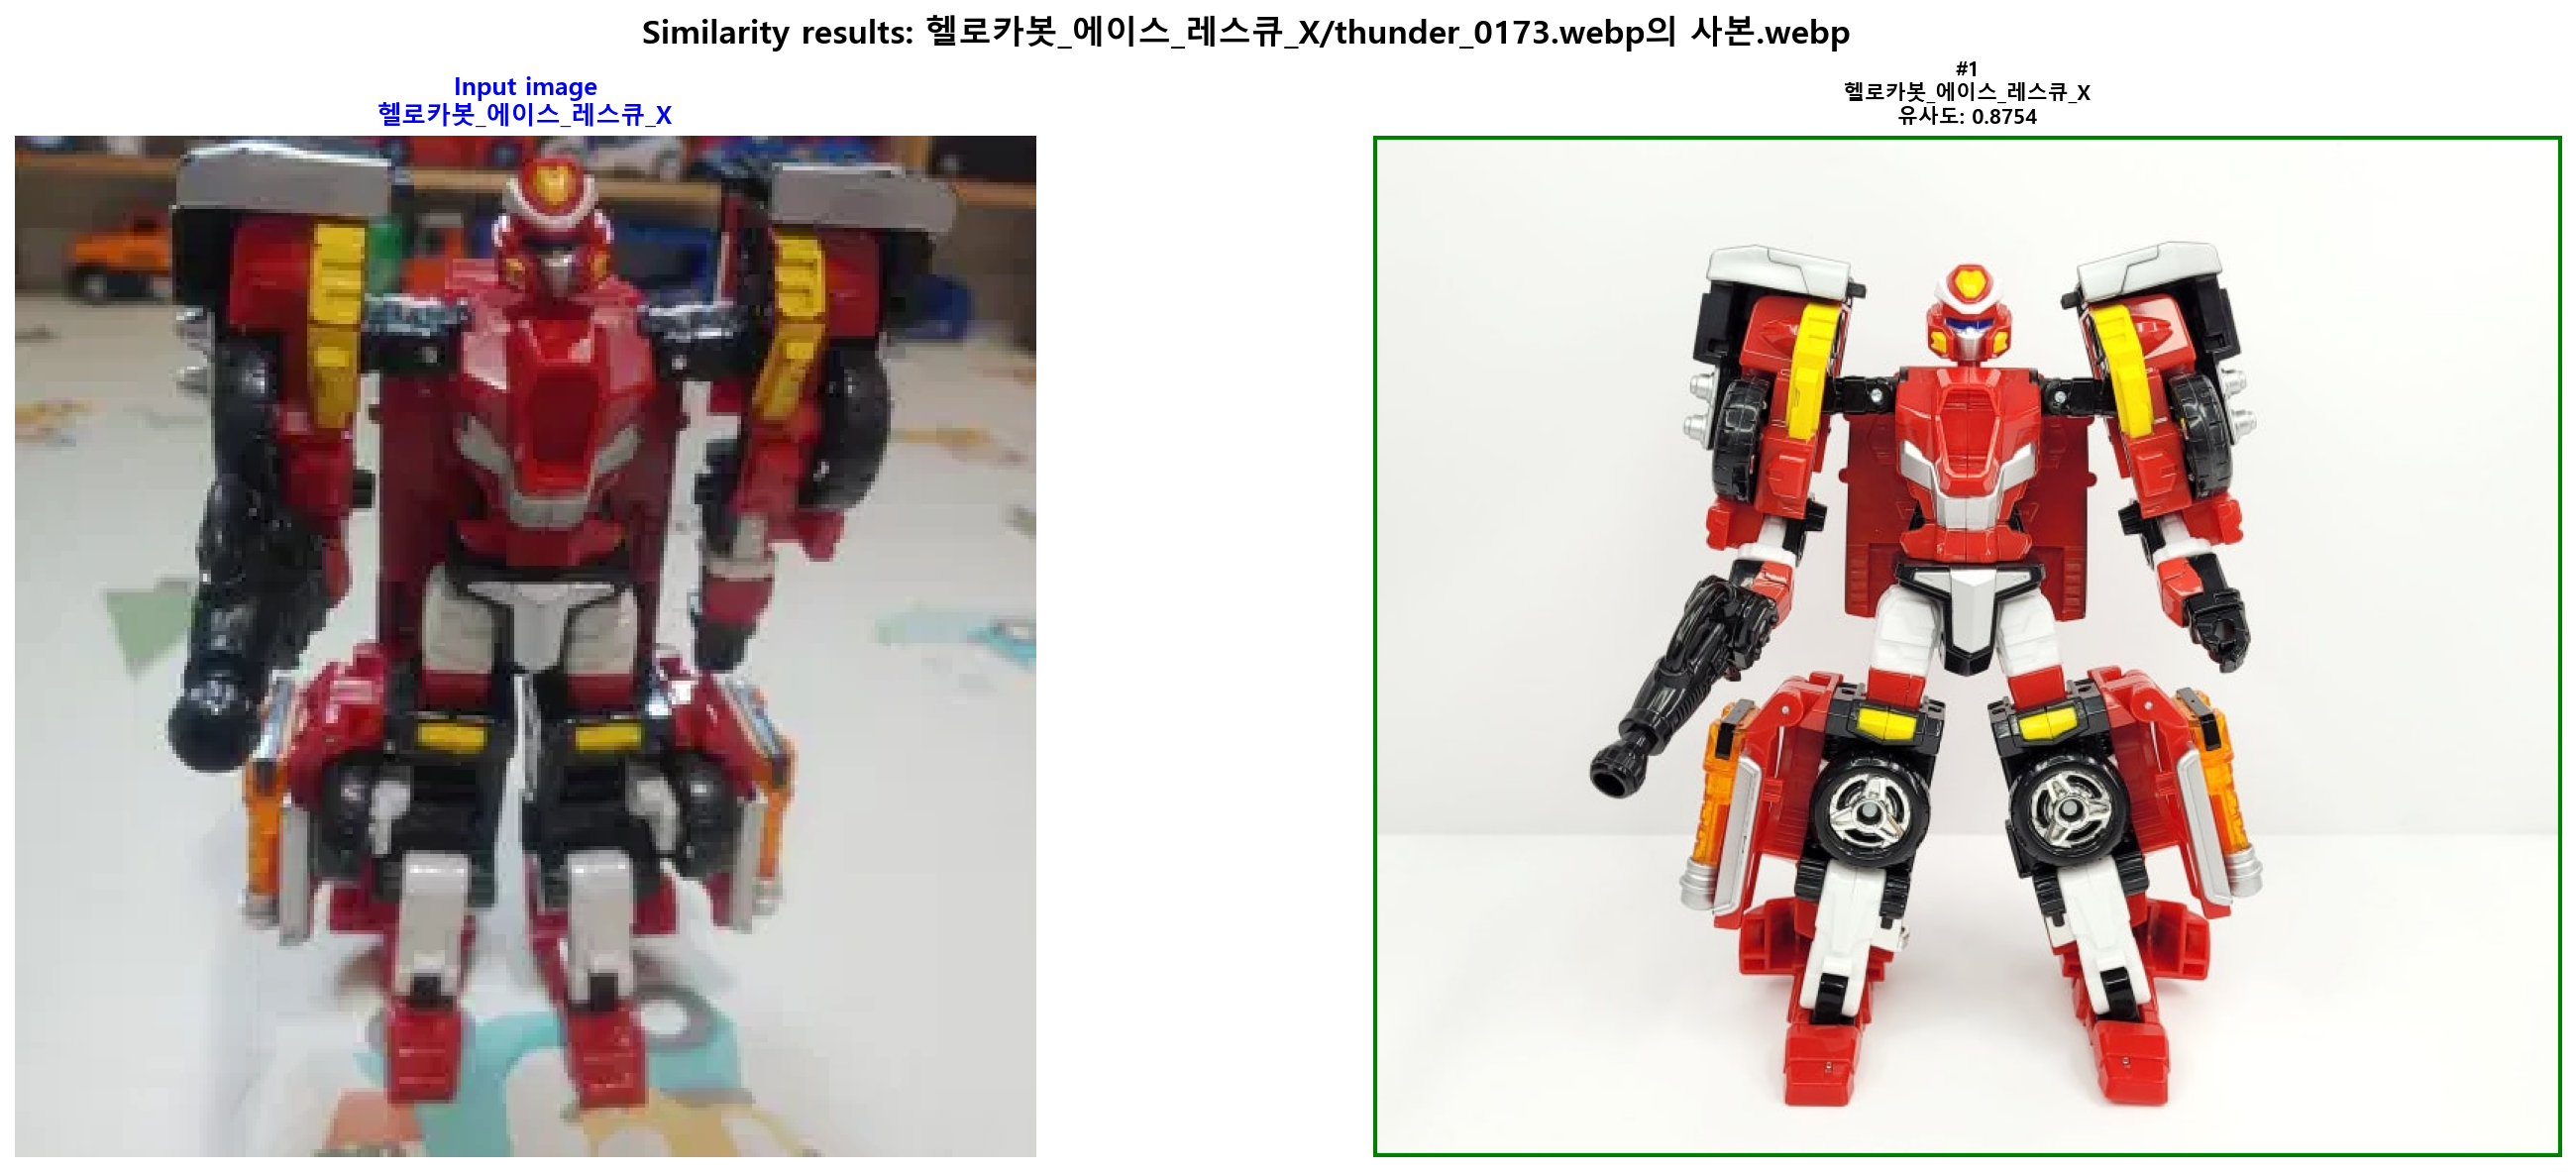 Similarity results: 헬로카봇_에이스_레스큐_X/thunder_0173.webp의 사본.webp
Input image
헬로카봇_에이스_레스큐_X
#1
헬로카봇_에이스_레스큐_X
유사도: 0.8754